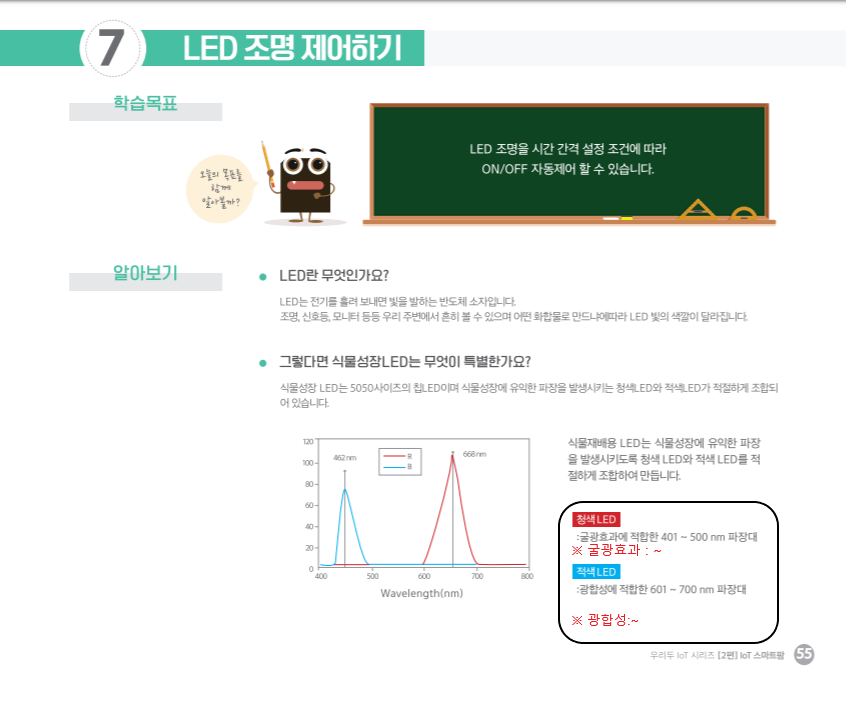 7
LED 조명 제어하기
학습목표
오늘의 목표를
함께
알아볼까?
LED 조명을 시간 간격 설정 조건에 따라
ON/OFF 자동제어 할 수 있습니다.
알아보기
LED란 무엇인가요?
LED는 전기를 흘려 보내면 빛을 발하는 반도체 소자입니다.
조명, 신호등, 모니터 등등 우리 주변에서 흔히 볼 수 있으며 어떤 화합물로 만드냐에따라 LED 빛의 색깔이 달라집니다.
그렇다면 식물성장LED는 무엇이 특별한가요?
식물성장 LED는 5050사이즈의 칩LED이며 식물성장에 유익한 파장을 발생시키는 청색LED와 적색LED가 적절하게 조합되
어 있습니다.
120
100
80
60
40
20
0
462nm
R
B
668nm
400
500
600
700
800
Wavelength(nm)
식물재배용 LED는 식물성장에 유익한 파장
을 발생시키도록 청색 LED와 적색 LED를 적
절하게 조합하여 만듭니다.
청색 LED
:굴광효과에 적합한 401 ~ 500 nm 파장대
※ 굴광효과 : ~
적색 LED
:광합성에 적합한 601 ~ 700 nm 파장대
※ 광합성:~
우리두 IoT 시리즈 [2편] IoT 스마트팜 55